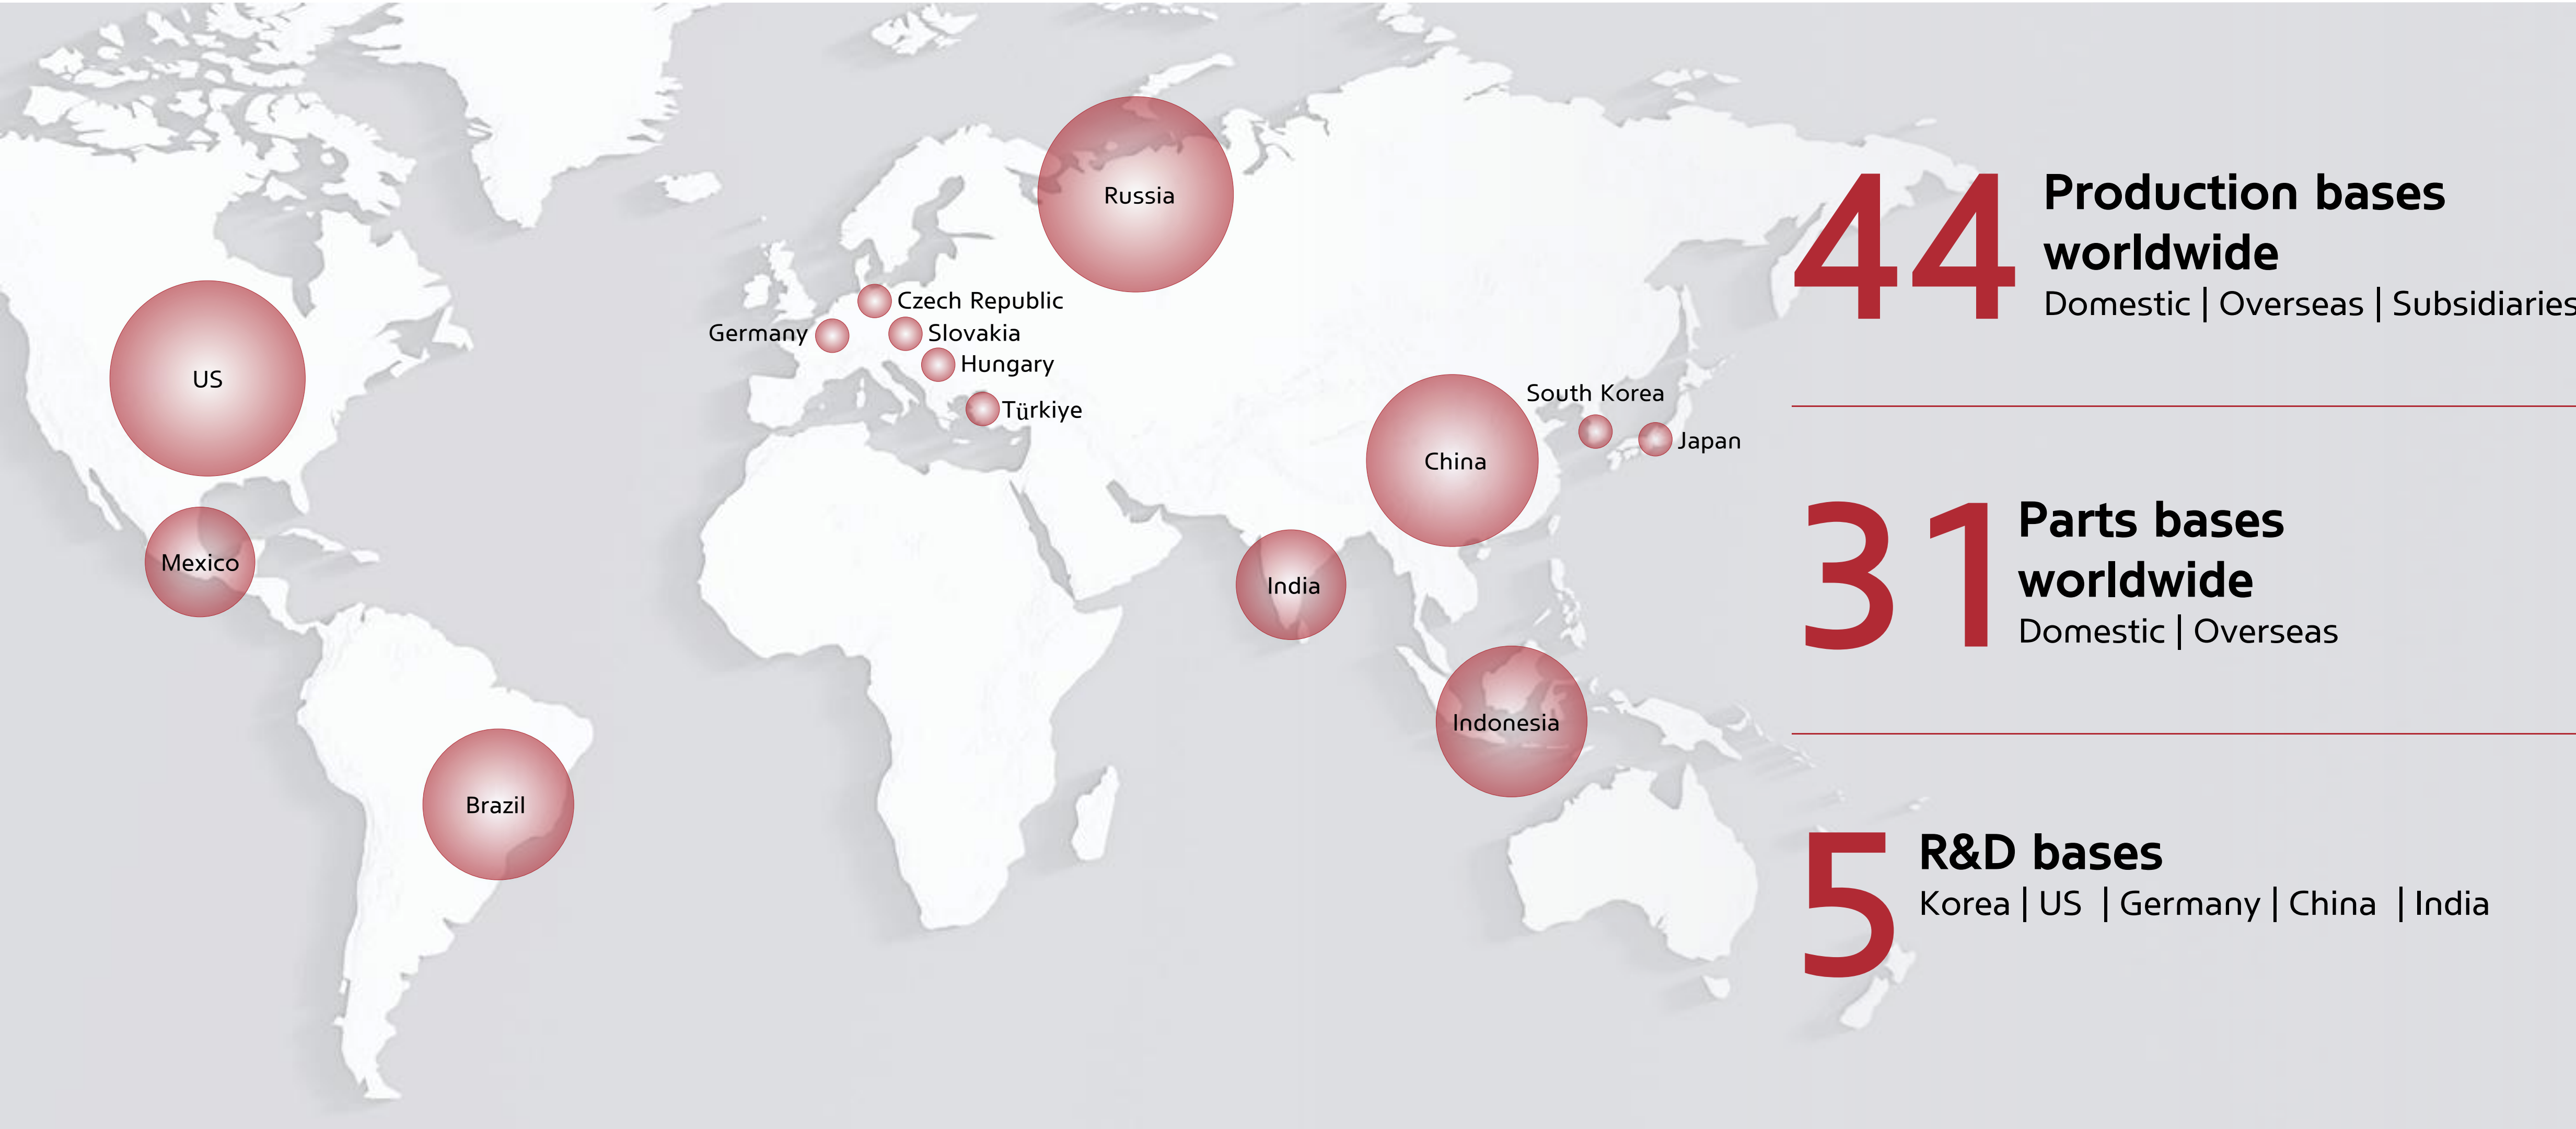 Russia
Czech Republic
Germany
Slovakia
Hungary
Türkiye
US
Mexico
Brazil
China
South Korea
Japan
India
Indonesia
44
Production bases
worldwide
Domestic | Overseas | Subsidiaries
31
Parts bases
worldwide
Domestic | Overseas
5
R&D bases
Korea | US | Germany | China | India